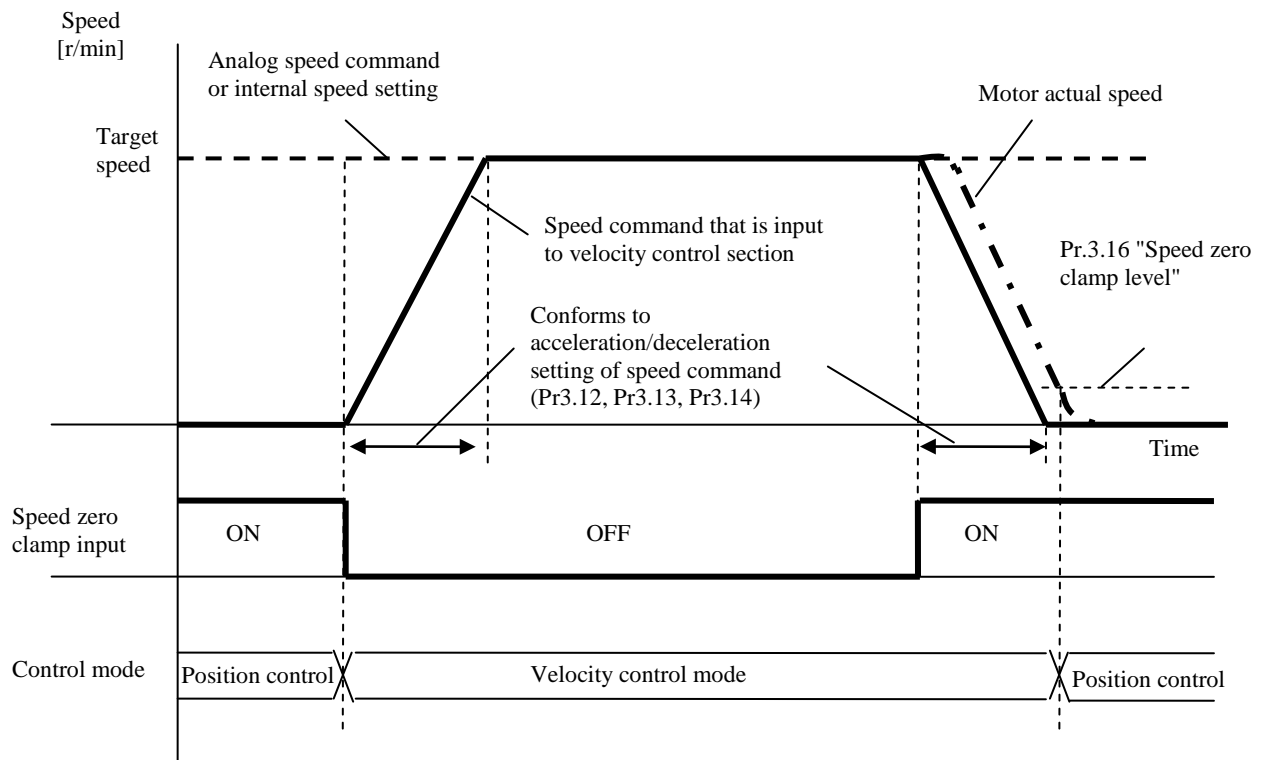 Speed
[r/min]
Analog speed command
or internal speed setting
Motor actual speed
Target
speed
Speed command that is input
to velocity control section
Pr.3.16 "Speed zero
clamp level"
Conforms to
acceleration/deceleration
setting of speed command
(Pr3.12, Pr3.13, Pr3.14)
Time
Speed zero
clamp input
ON
OFF
ON
Control mode
Position control
Velocity control mode
Position control